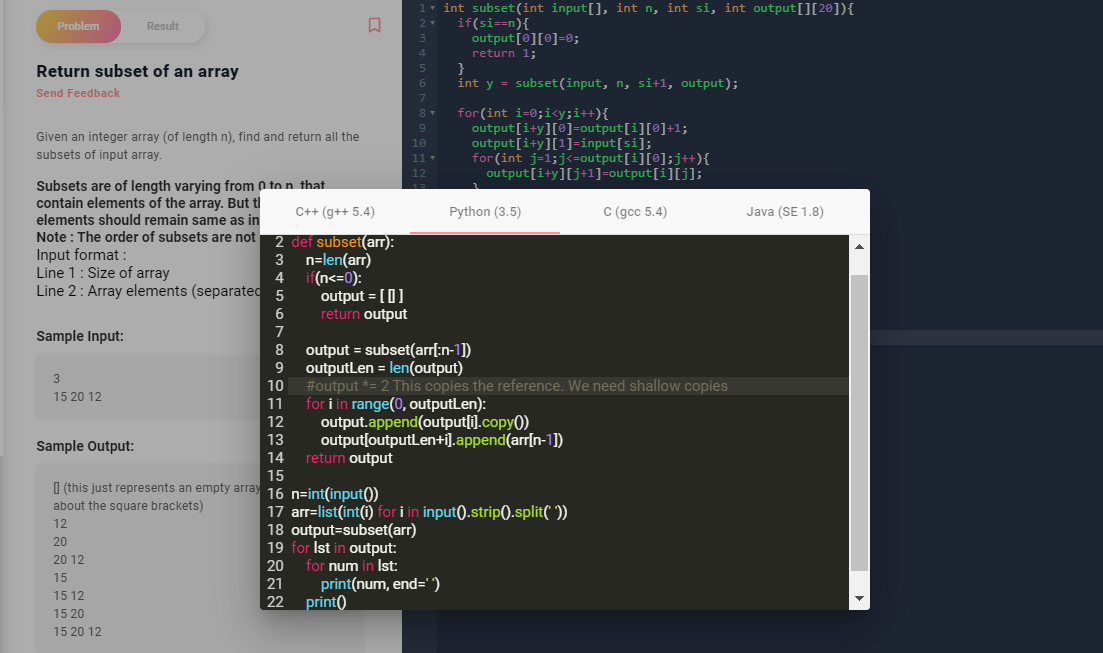 Problem
Result
Return subset of an array
Send Feedback
Given an integer array (of length n), find and return all the
subsets of input array.
Subsets are of length varying from 0 to n, that
contain elements of the array. But
elements should remain same as in
Note : The order of subsets are not
Input format :
Line 1 : Size of array
Line 2 : Array elements (separated
Sample Input:
3
15 20 12
Sample Output:
[] (this just represents an empty array
about the square brackets)
12
20
20 12
15
15 12
15 20
15 20 12
1 int subset(int input[], int n, int si, int output[][20]){
2 if(si==n){
3 output[0][0]=0;
4 return 1;
5 }
6 int y = subset(input, n, si+1, output);
7
8 for(int i=0;i<y;i++){
9 output[i+y][0]=output[i][0]+1;
10 output[i+y][1]=input[si];
11 for(int j=1;j<=output[i][0];j++){
12 output[i+y][j+1]=output[i][j];
13 }
C++ (g++ 5.4)
Python (3.5)
C (gcc 5.4)
Java (SE 1.8)
2 def subset(arr):
3 n=len(arr)
4 if(n<=0):
5 output = [ [] ]
6 return output
7
8 output = subset(arr[:n-1])
9 outputLen = len(output)
10 #output *= 2 This copies the reference. We need shallow copies
11 for i in range(0, outputLen):
12 output.append(output[i].copy())
13 output[outputLen+i].append(arr[n-1])
14 return output
15
16 n=int(input())
17 arr=list(int(i) for i in input().strip().split(' '))
18 output=subset(arr)
19 for lst in output:
20 for num in lst:
21 print(num, end=' ')
22 print()